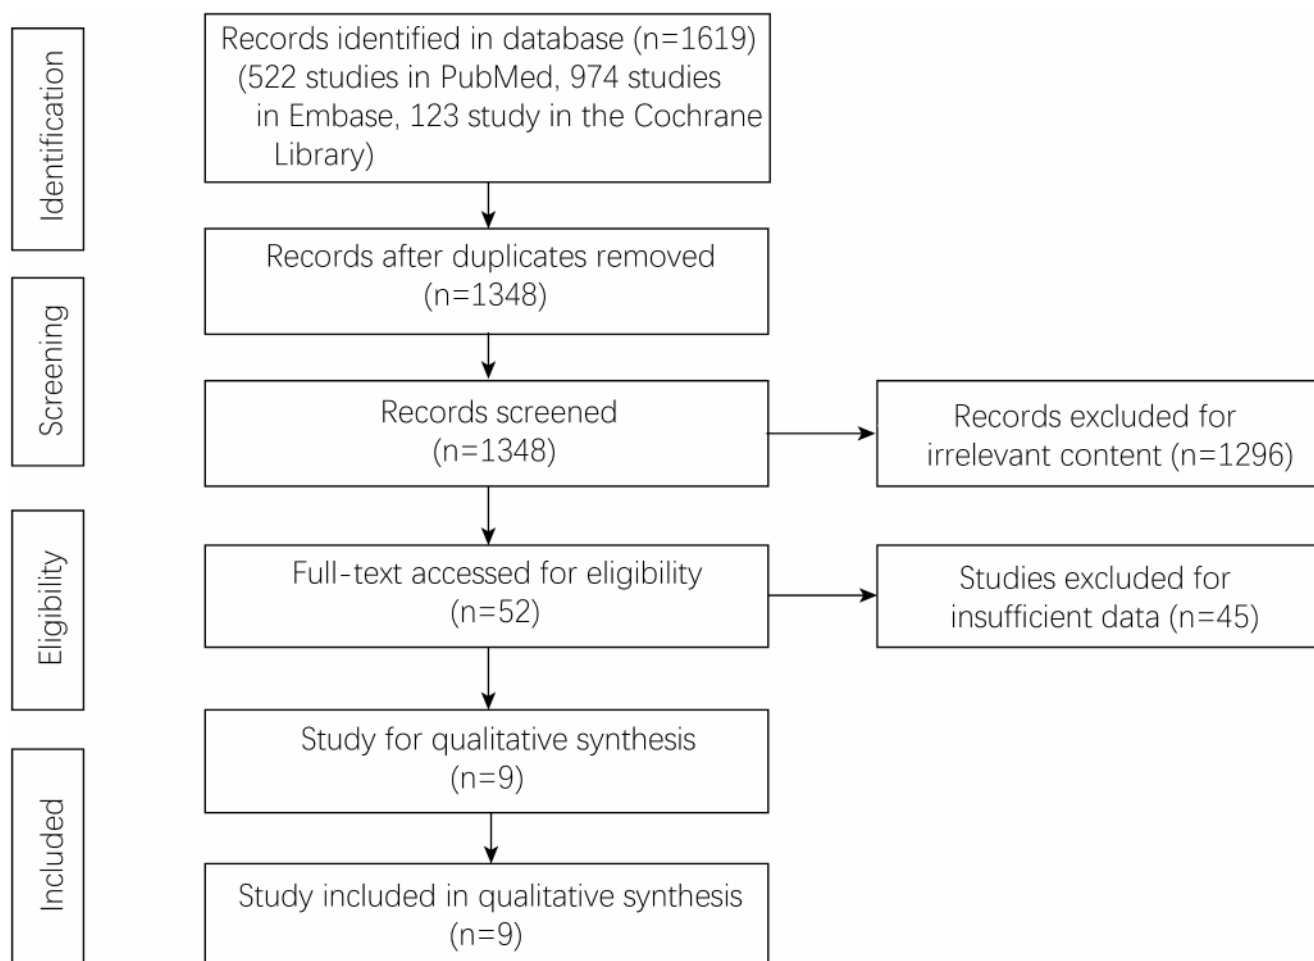 Identification
Records identified in database (n=1619)
(522 studies in PubMed, 974 studies
in Embase, 123 study in the Cochrane
Library)
Records after duplicates removed
(n=1348)
Screening
Records screened
(n=1348)
Records excluded for
irrelevant content (n=1296)
Eligibility
Full-text accessed for eligibility
(n=52)
Studies excluded for
insufficient data (n=45)
Study for qualitative synthesis
(n=9)
Included
Study included in qualitative synthesis
(n=9)